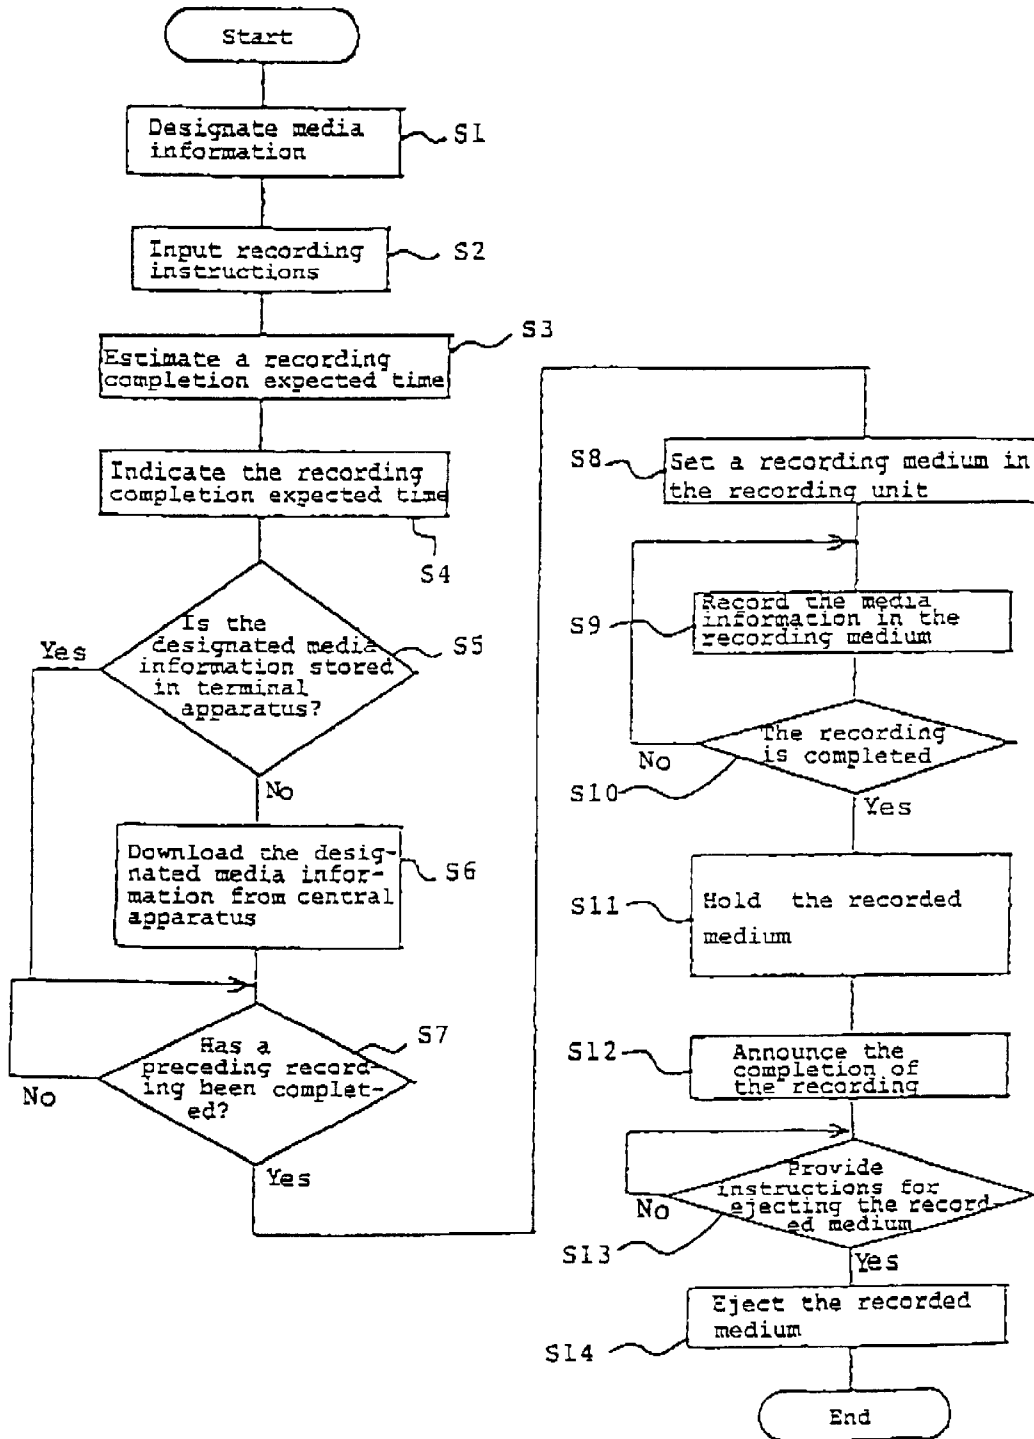 Start
Designate media
information
S1
Input recording
instructions
S2
Estimate a recording
completion expected time
S3
Indicate the recording
completion expected time
S4
Is the
designated media
information stored
in terminal
apparatus?
S5
Yes
No
Download the desig-
nated media infor-
mation from central
apparatus
S6
Has a
preceding record-
ing been complet-
ed?
S7
No
Yes
S8
Set a recording medium in
the recording unit
S9
Record the media
information in the
recording medium
The recording
is completed
No
S10
Yes
S11
Hold the recorded
medium
S12
Announce the
completion of
the recording
Provide
instructions for
ejecting the record-
ed medium
No
S13
Yes
Eject the recorded
medium
S14
End